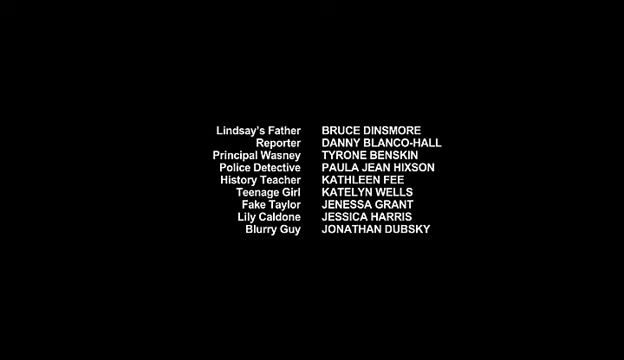 Lindsay's Father BRUCE DINSMORE
Reporter DANNY BLANCO-HALL
Principal Wasney TYRONE BENSKIN
Police Detective PAULA JEAN HIXSON
History Teacher KATHLEEN FEE
Teenage Girl KATELYN WELLS
Fake Taylor JENESSA GRANT
Lily Caldone JESSICA HARRIS
Blurry Guy JONATHAN DUBSKY